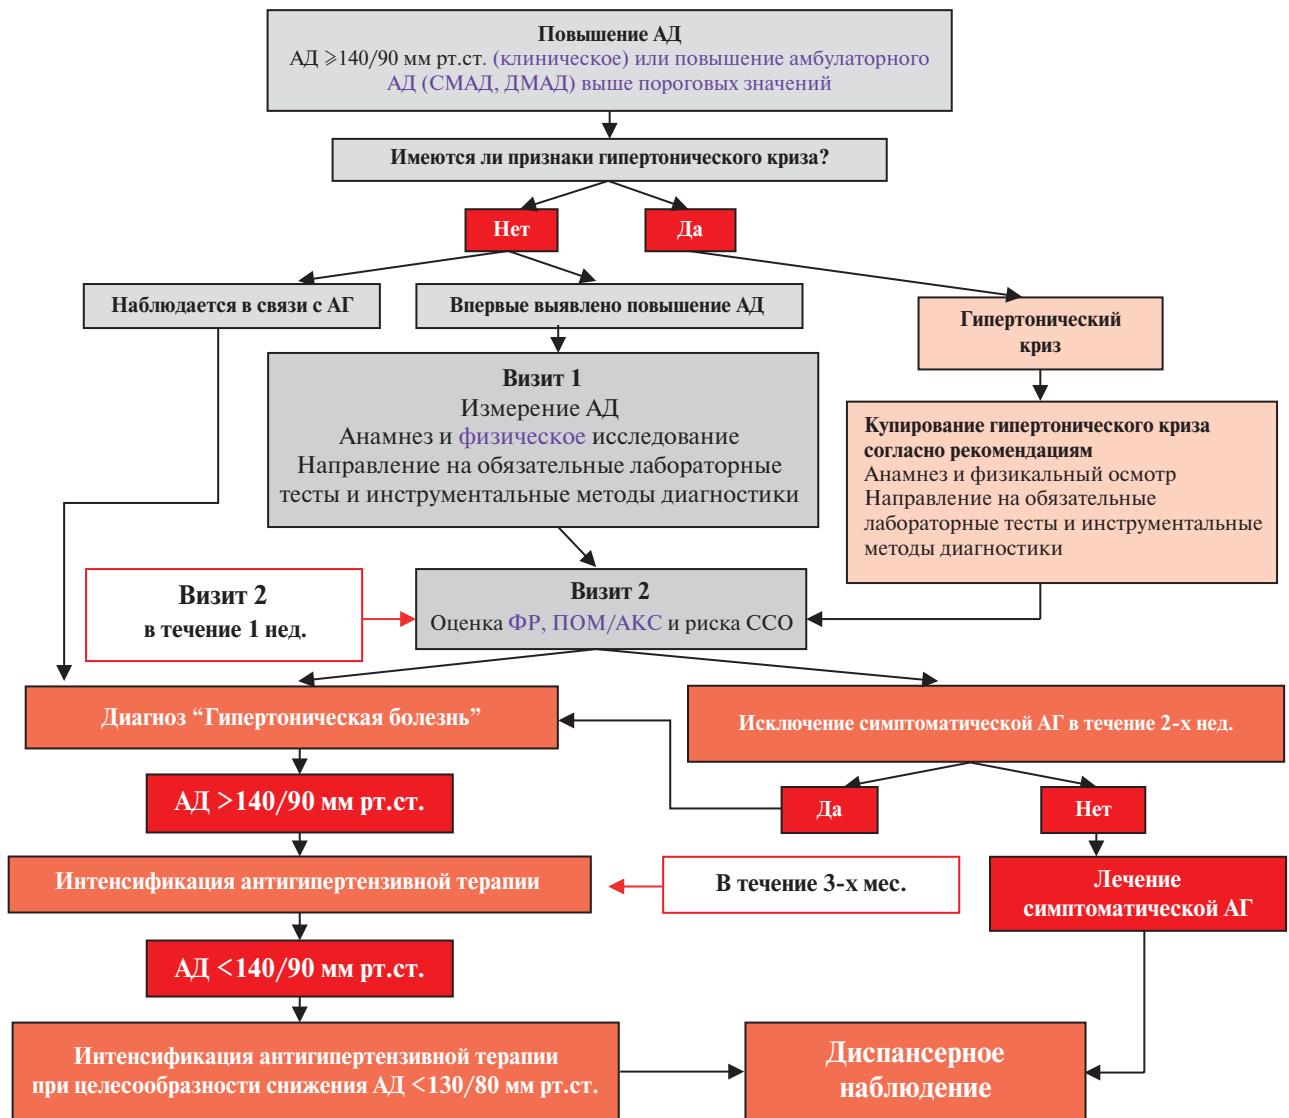 Повышение АД
АД ⩾140/90 мм рт.ст. (клиническое) или повышение амбулаторного
АД (СМАД, ДМАД) выше пороговых значений
Имеются ли признаки гипертонического криза?
Нет
Да
Наблюдается в связи с АГ
Впервые выявлено повышение АД
Гипертонический
криз
Визит 1
Измерение АД
Анамнез и физическое исследование
Направление на обязательные лабораторные
тесты и инструментальные методы диагностики
Купирование гипертонического криза
согласно рекомендациям
Анамнез и физикальный осмотр
Направление на обязательные
лабораторные тесты и инструментальные
методы диагностики
Визит 2
в течение 1 нед.
Визит 2
Оценка ФР, ПОМ/АКС и риска ССО
Диагноз “Гипертоническая болезнь”
Исключение симптоматической АГ в течение 2-х нед.
АД >140/90 мм рт.ст.
Да
Нет
Интенсификация антигипертензивной терапии
В течение 3-х мес.
Лечение
симптоматической АГ
АД <140/90 мм рт.ст.
Интенсификация антигипертензивной терапии
при целесообразности снижения АД <130/80 мм рт.ст.
Диспансерное
наблюдение